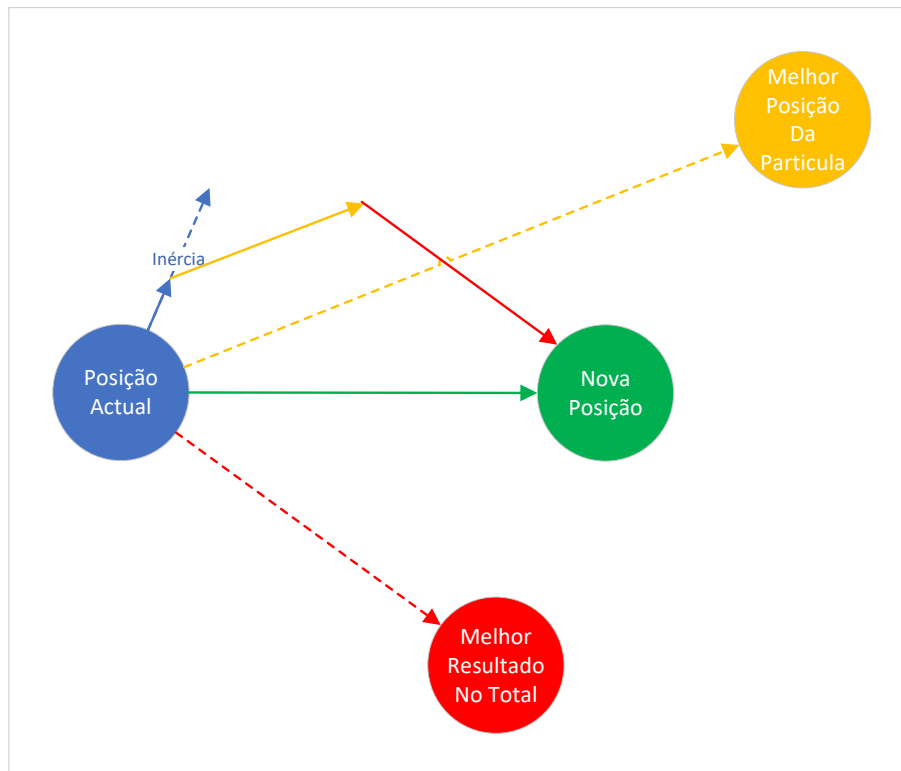 Melhor
Posição
Da
Particula
Inércia
Posição
Actual
Nova
Posição
Melhor
Resultado
No Total